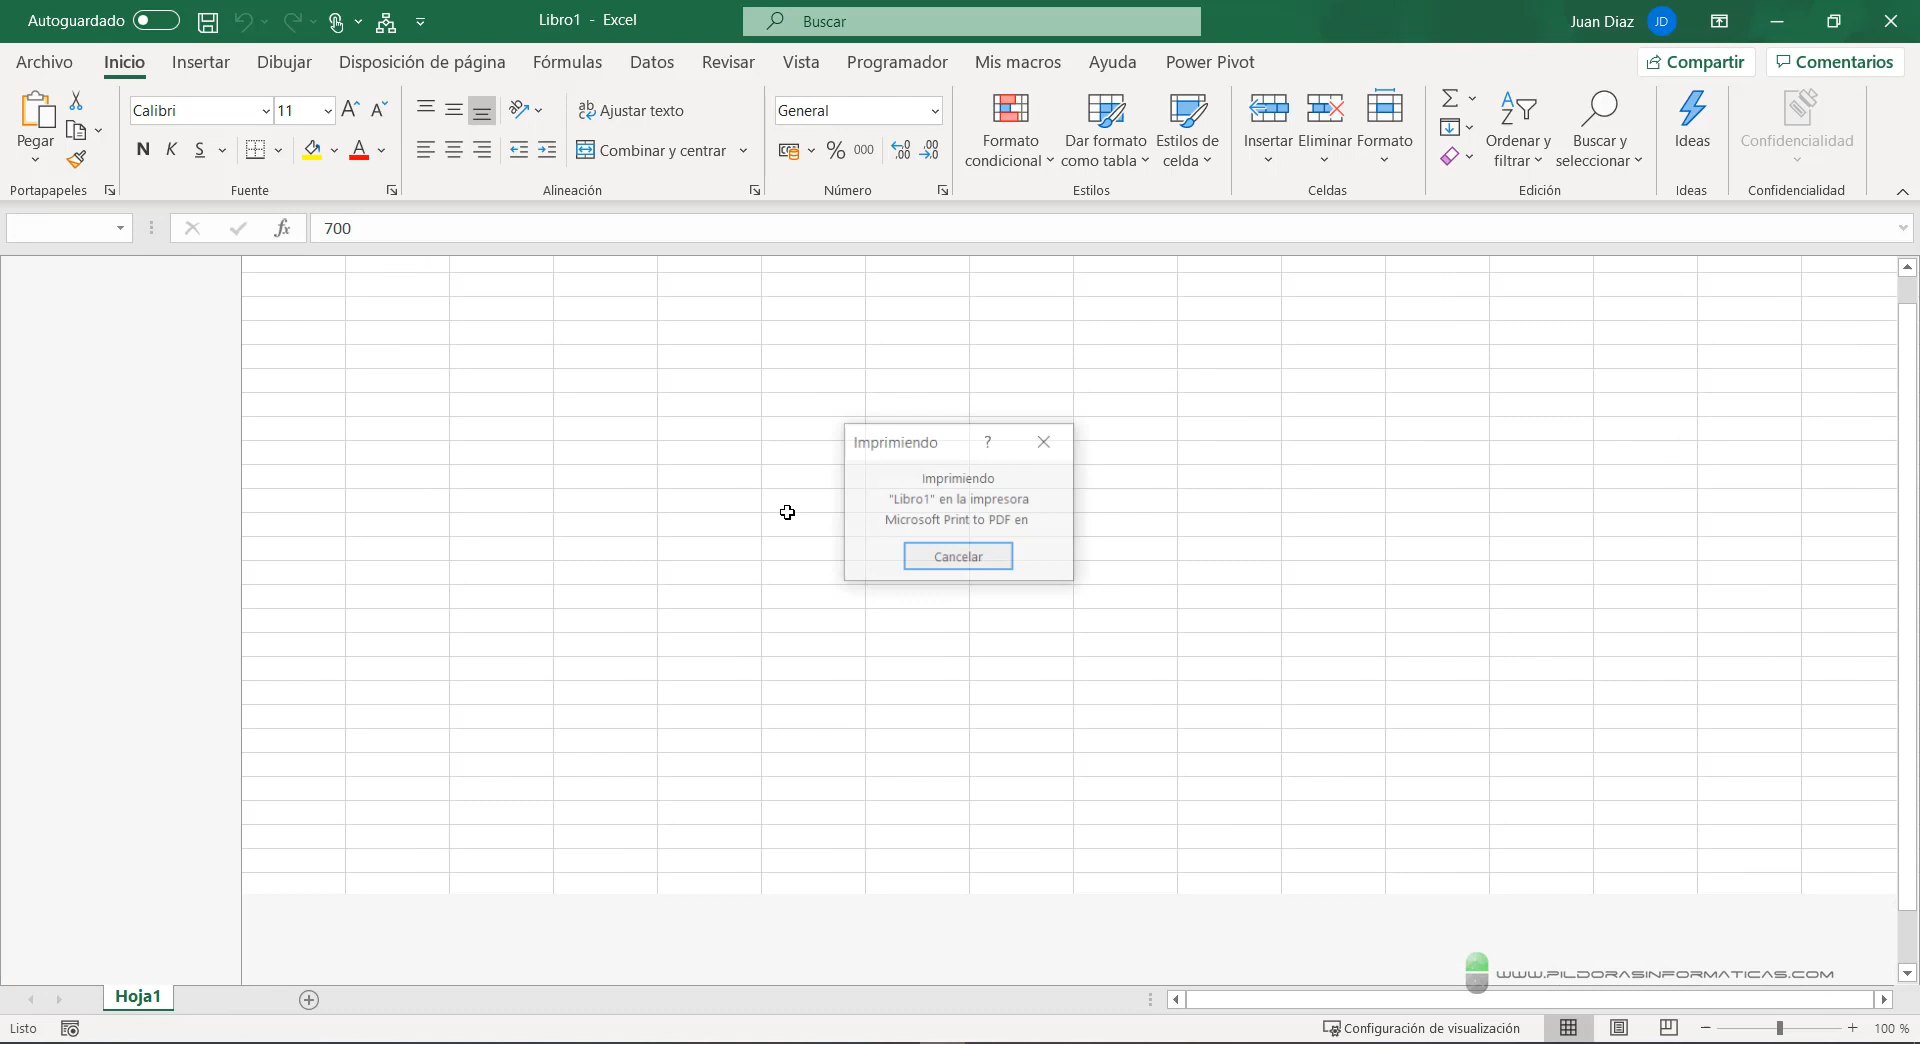 Autoguardado
Libro1 - Excel
Buscar
Juan Diaz JD
Archivo Inicio Insertar Dibujar Disposición de página Fórmulas Datos Revisar Vista Programador Mis macros Ayuda Power Pivot
Compartir Comentarios
Pegar
Portapapeles
Calibri 11
N K S
Fuente
Ajustar texto
Combinar y centrar
Alineación
General
% 000
Número
Formato condicional
Dar formato como tabla
Estilos de celda
Estilos
Insertar Eliminar Formato
Celdas
Ordenar y filtrar
Buscar y seleccionar
Edición
Ideas
Ideas
Confidencialidad
Confidencialidad
fx 700
Imprimiendo ?
Imprimiendo
"Libro1" en la impresora
Microsoft Print to PDF en
Cancelar
WWW.PILDORASINFORMATICAS.COM
Hoja1
Listo
Configuración de visualización
100 %